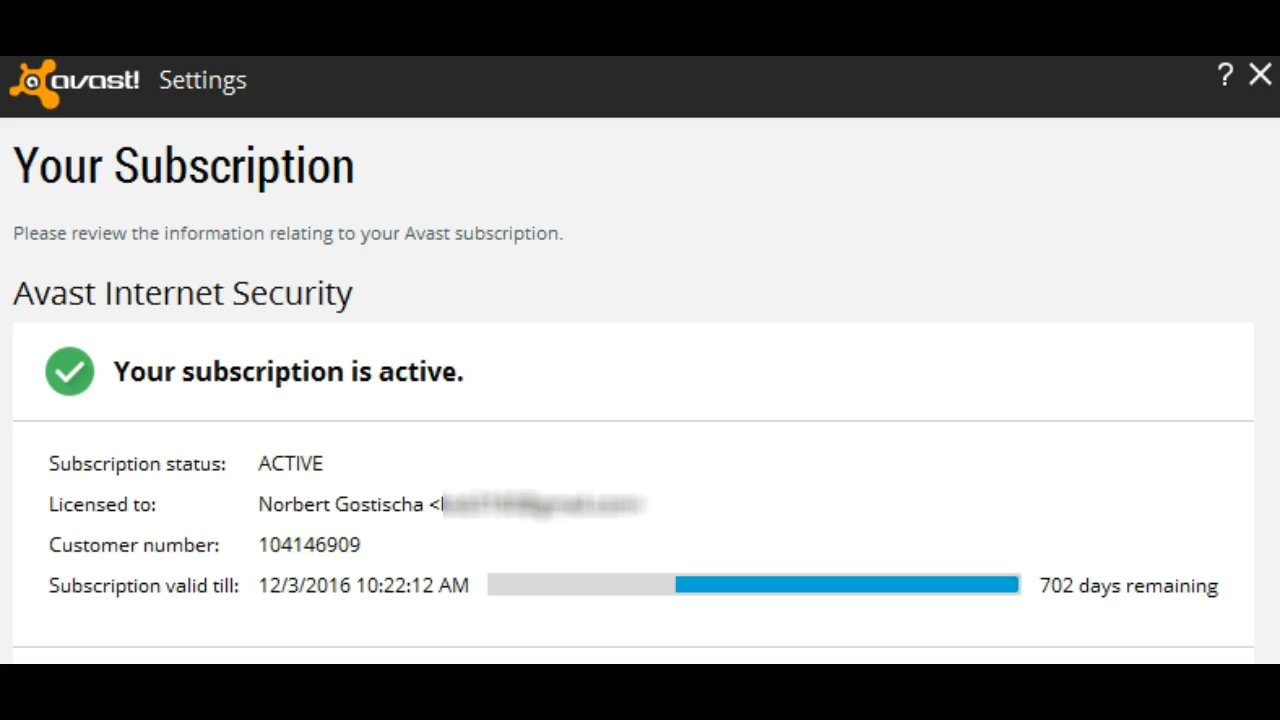 avast! Settings ? X
Your Subscription
Please review the information relating to your Avast subscription.
Avast Internet Security
Your subscription is active.
Subscription status: ACTIVE
Licensed to: Norbert Gostischa <
Customer number: 104146909
Subscription valid till: 12/3/2016 10:22:12 AM 702 days remaining